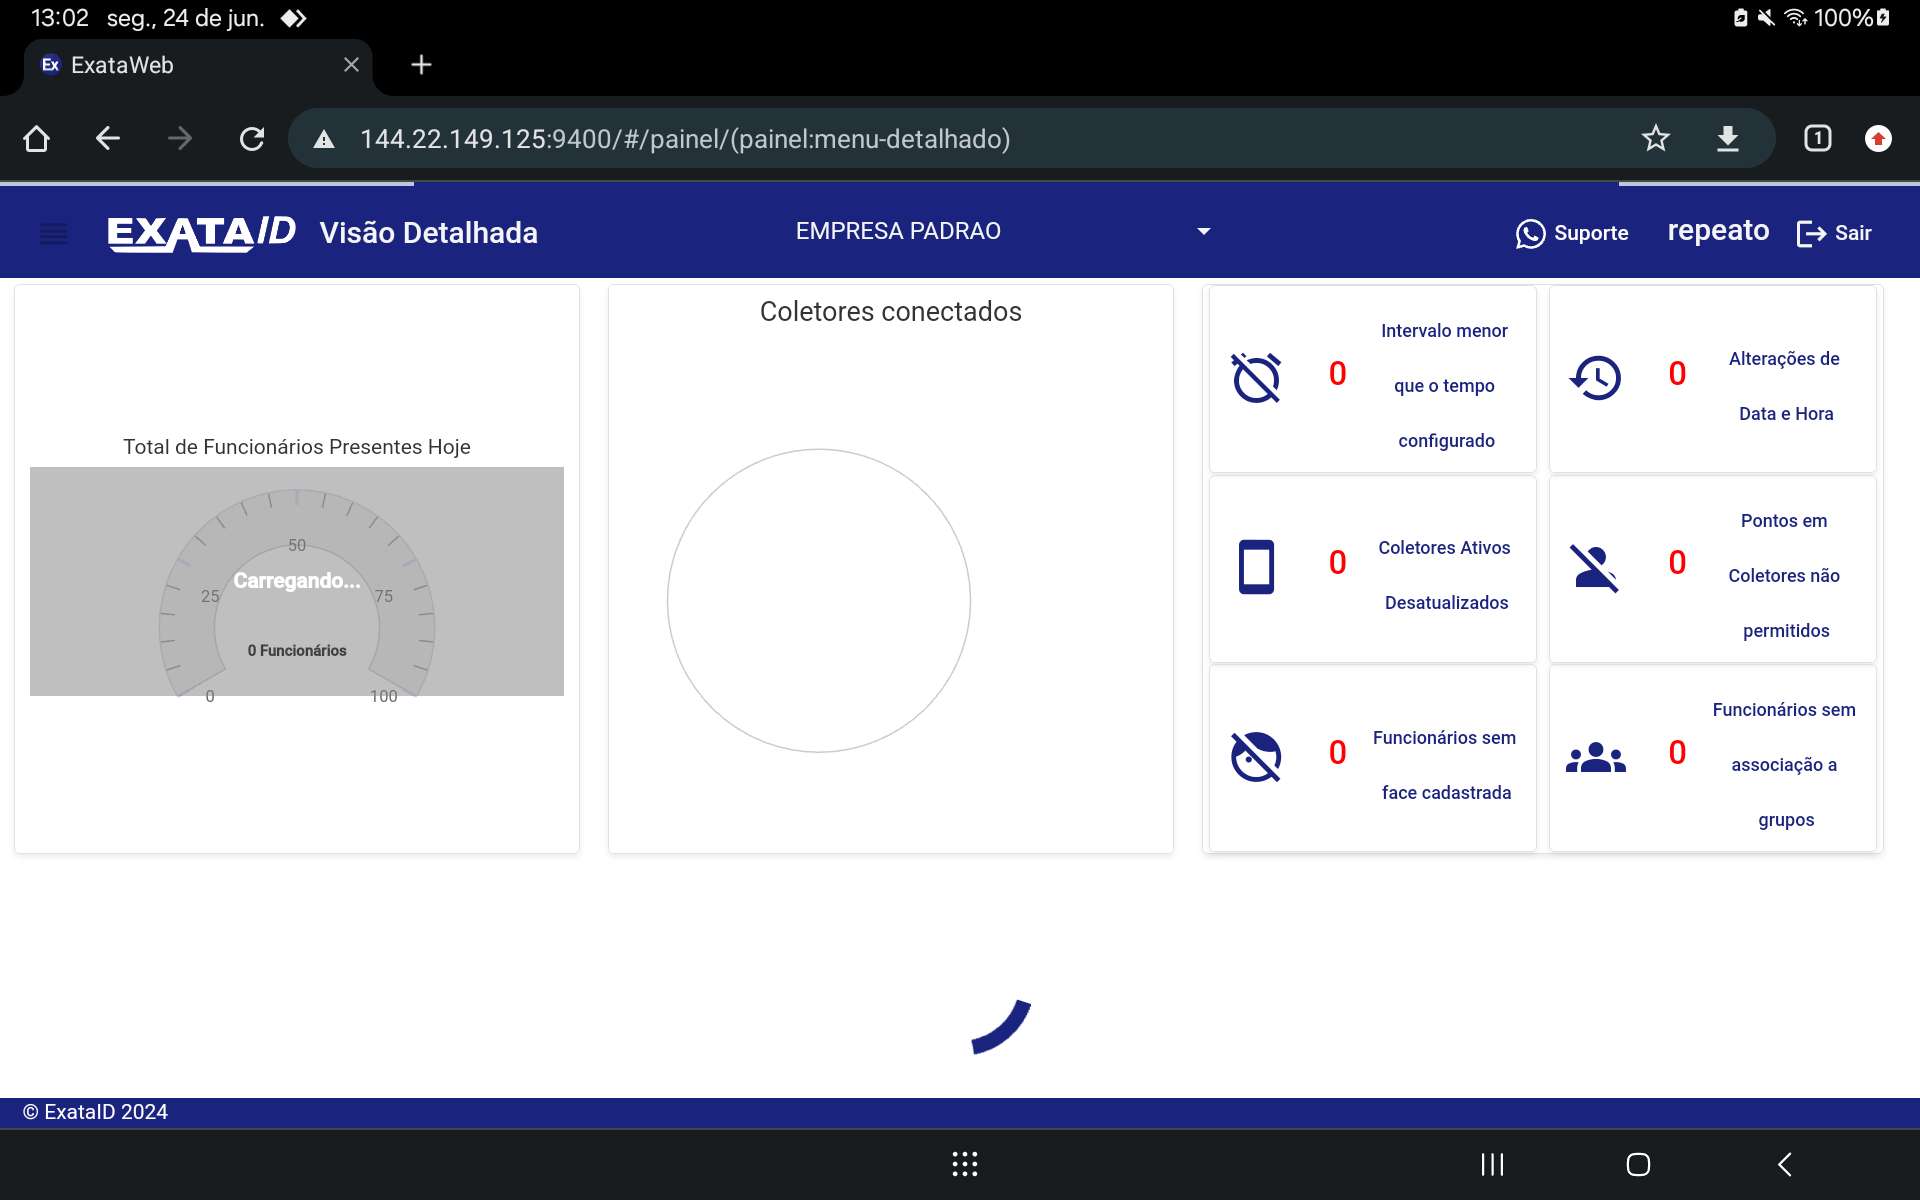 13:02 seg., 24 de jun.
100%
Ex ExataWeb
144.22.149.125:9400/#/painel/(painel:menu-detalhado)
1
EXATAID Visão Detalhada
EMPRESA PADRAO
Suporte
repeato
Sair
Total de Funcionários Presentes Hoje
50
Carregando...
25
75
0 Funcionários
0
100
Coletores conectados
0
Intervalo menor
que o tempo
configurado
0
Alterações de
Data e Hora
0
Coletores Ativos
Desatualizados
0
Pontos em
Coletores não
permitidos
0
Funcionários sem
face cadastrada
0
Funcionários sem
associação a
grupos
© ExataID 2024